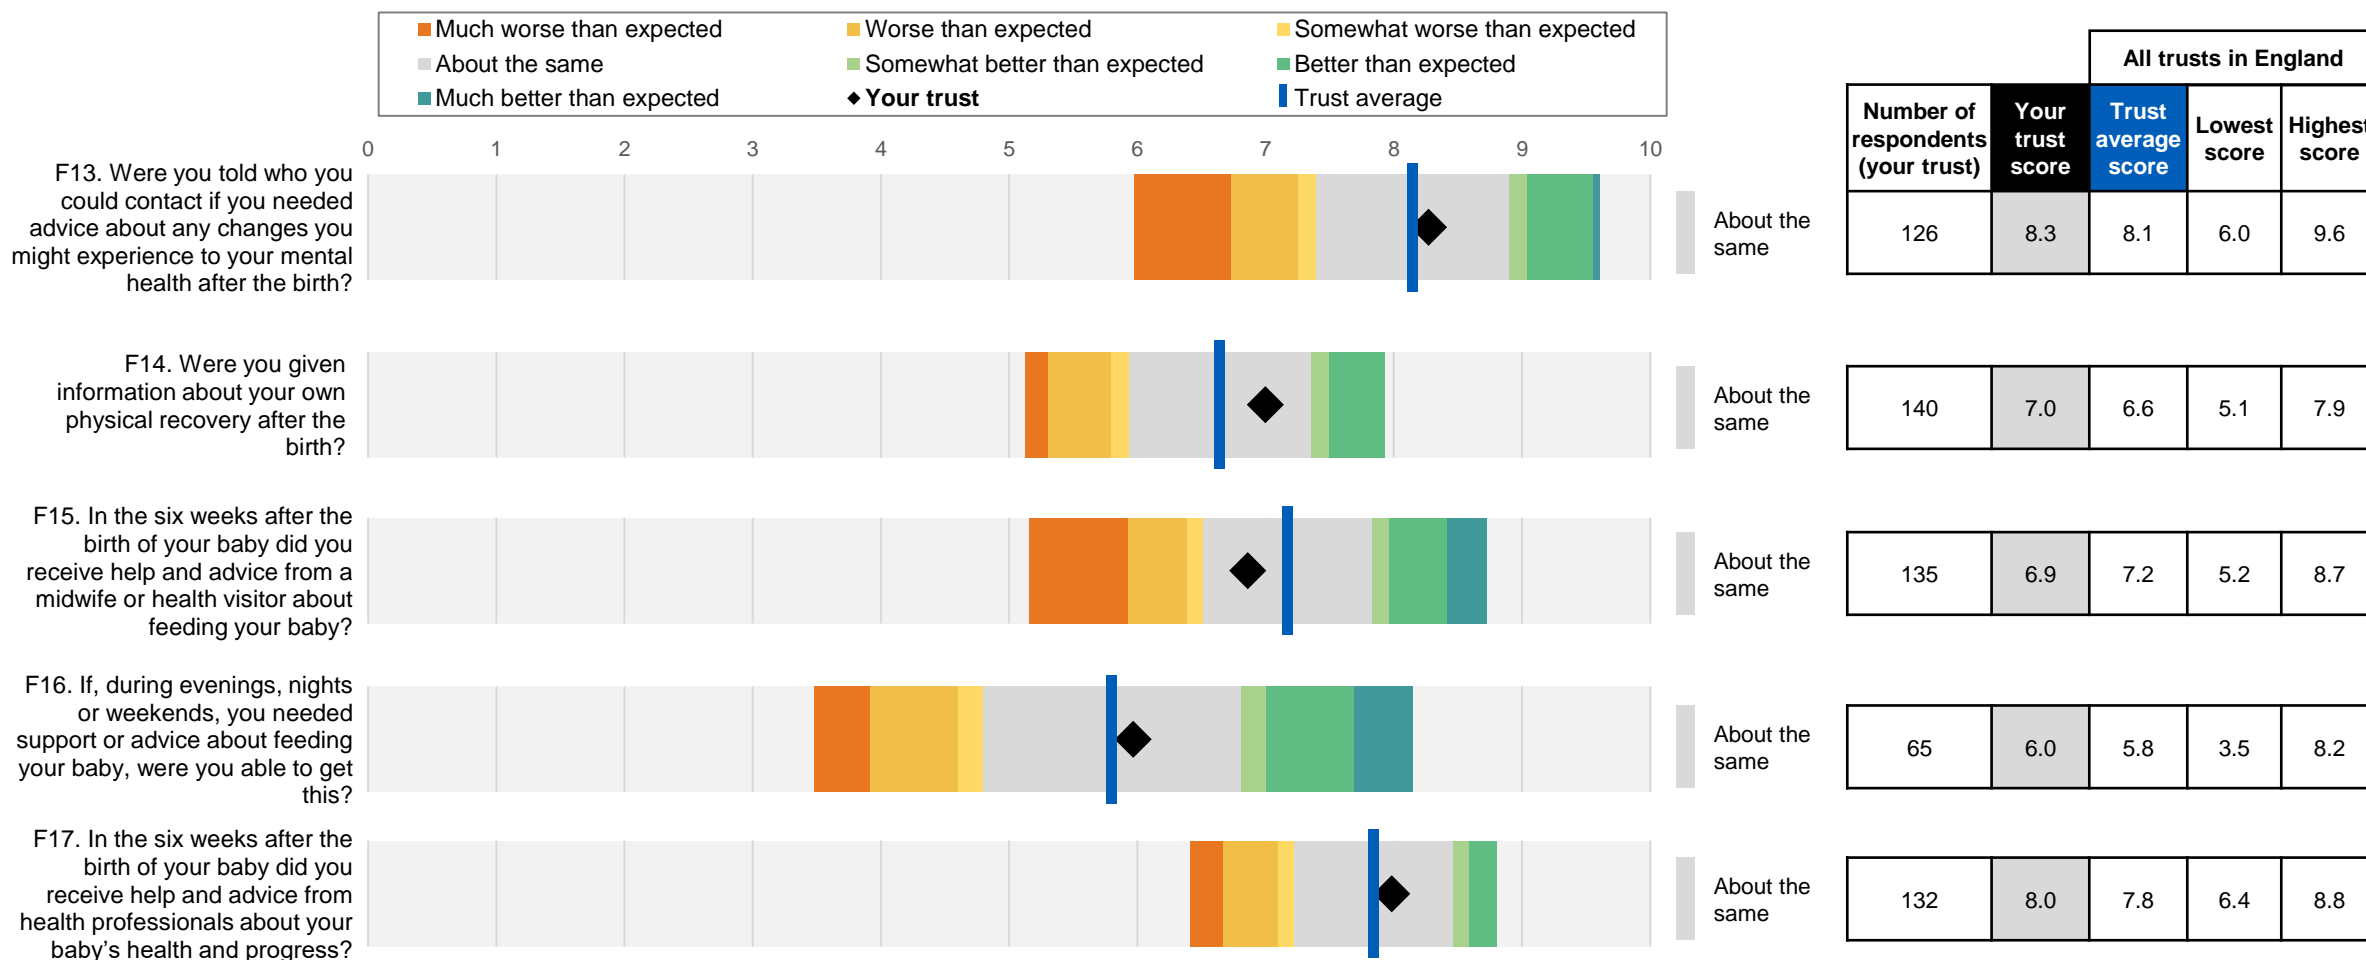 Much worse than expected
Worse than expected
Somewhat worse than expected
About the same
Somewhat better than expected
Better than expected
Much better than expected
Your trust
Trust average
All trusts in England
Number of respondents (your trust)
Your trust score
Trust average score
Lowest score
Highest score
0 1 2 3 4 5 6 7 8 9 10
F13. Were you told who you
could contact if you needed
advice about any changes you
might experience to your mental
health after the birth?
About the
same
126 8.3 8.1 6.0 9.6
F14. Were you given
information about your own
physical recovery after the
birth?
About the
same
140 7.0 6.6 5.1 7.9
F15. In the six weeks after the
birth of your baby did you
receive help and advice from a
midwife or health visitor about
feeding your baby?
About the
same
135 6.9 7.2 5.2 8.7
F16. If, during evenings, nights
or weekends, you needed
support or advice about feeding
your baby, were you able to get
this?
About the
same
65 6.0 5.8 3.5 8.2
F17. In the six weeks after the
birth of your baby did you
receive help and advice from
health professionals about your
baby’s health and progress?
About the
same
132 8.0 7.8 6.4 8.8